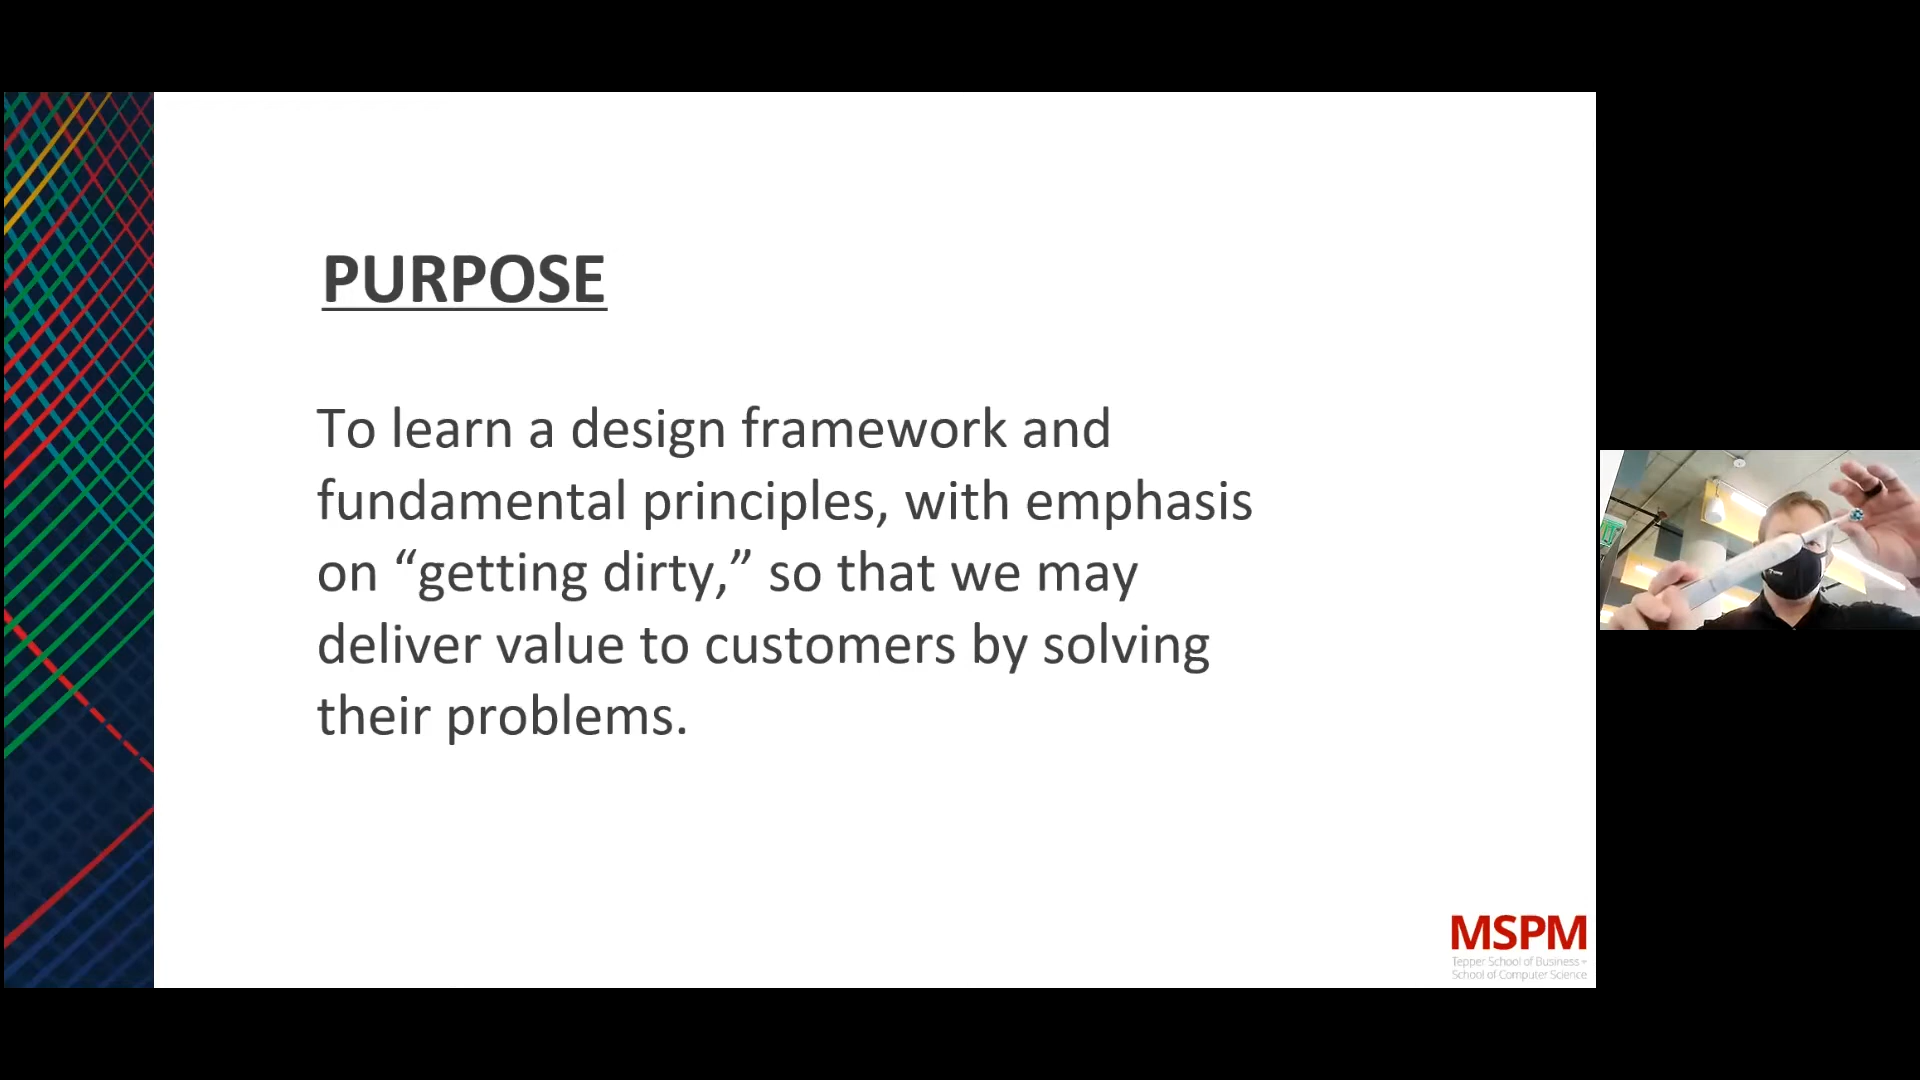 PURPOSE
To learn a design framework and
fundamental principles, with emphasis
on “getting dirty,” so that we may
deliver value to customers by solving
their problems.
MSPM
Tepper School of Business +
School of Computer Science